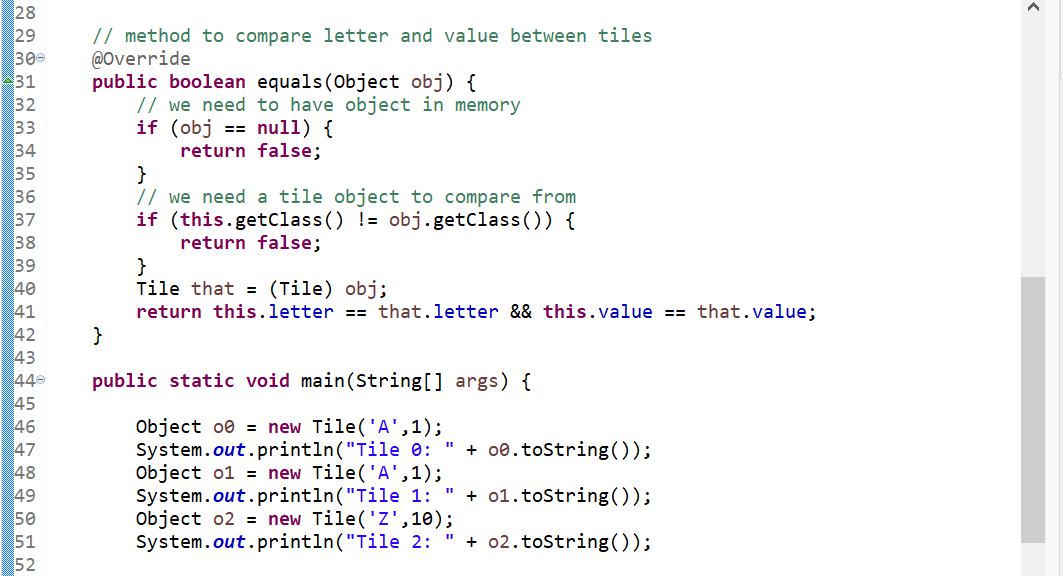 28
29 // method to compare letter and value between tiles
30 @Override
31 public boolean equals(Object obj) {
32 // we need to have object in memory
33 if (obj == null) {
34 return false;
35 }
36 // we need a tile object to compare from
37 if (this.getClass() != obj.getClass()) {
38 return false;
39 }
40 Tile that = (Tile) obj;
41 return this.letter == that.letter && this.value == that.value;
42 }
43
44 public static void main(String[] args) {
45
46 Object o0 = new Tile('A',1);
47 System.out.println("Tile 0: " + o0.toString());
48 Object o1 = new Tile('A',1);
49 System.out.println("Tile 1: " + o1.toString());
50 Object o2 = new Tile('Z',10);
51 System.out.println("Tile 2: " + o2.toString());
52